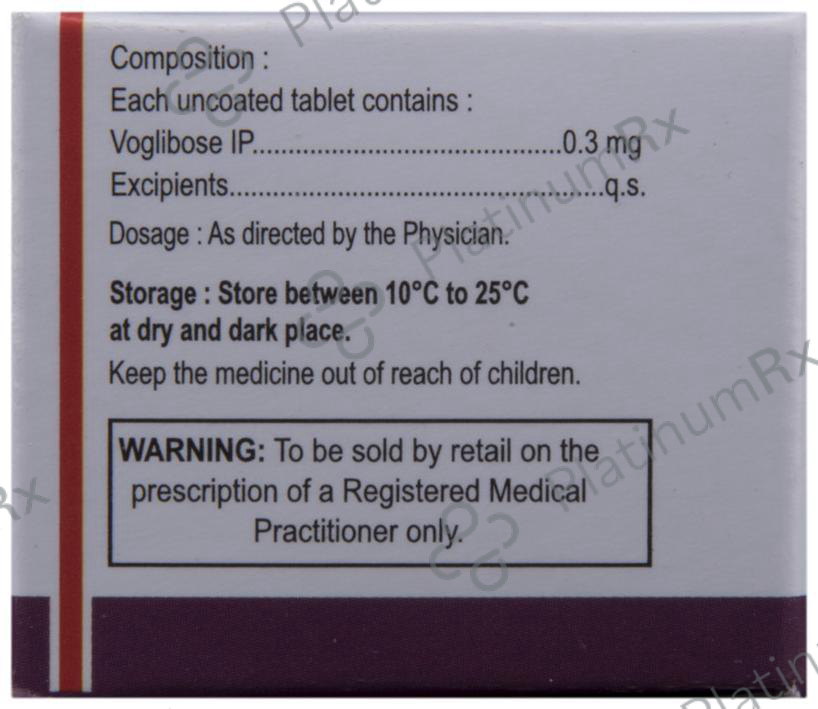 Composition :
Each uncoated tablet contains :
Voglibose IP............................................0.3 mg
Excipients.....................................................q.s.
Dosage : As directed by the Physician.
Storage : Store between 10°C to 25°C
at dry and dark place.
Keep the medicine out of reach of children.
WARNING: To be sold by retail on the
prescription of a Registered Medical
Practitioner only.
PlatinumRx
PlatinumRx